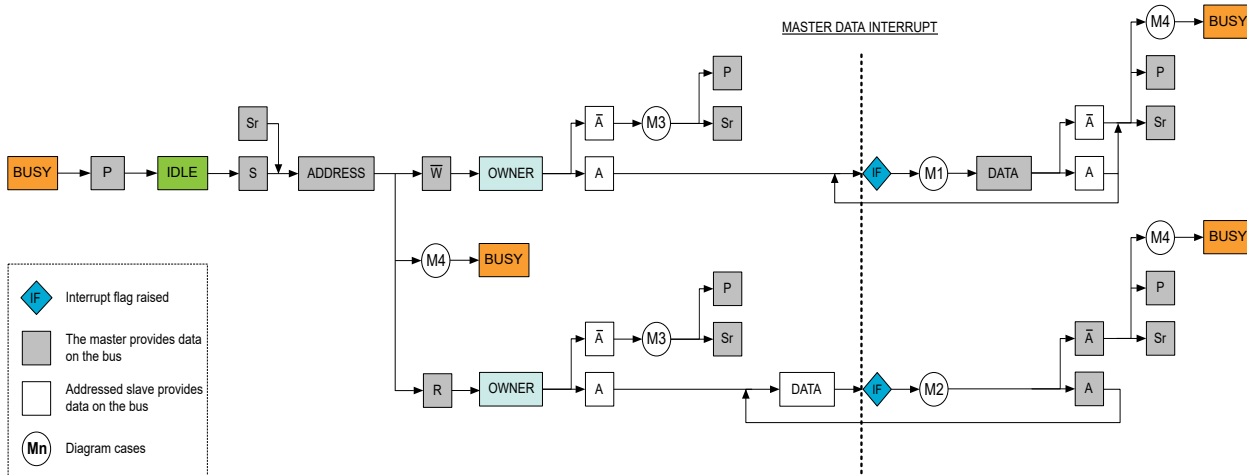 MASTER DATA INTERRUPT
M4
BUSY
P
P
Sr
A̅
M3
Sr
A̅
Sr
BUSY
P
IDLE
S
ADDRESS
W̅
OWNER
A
IF
M1
DATA
A
M4
BUSY
M4
BUSY
P
P
A̅
M3
Sr
A̅
Sr
R
OWNER
A
DATA
IF
M2
A
IF
Interrupt flag raised
The master provides data
on the bus
Addressed slave provides
data on the bus
Mn
Diagram cases